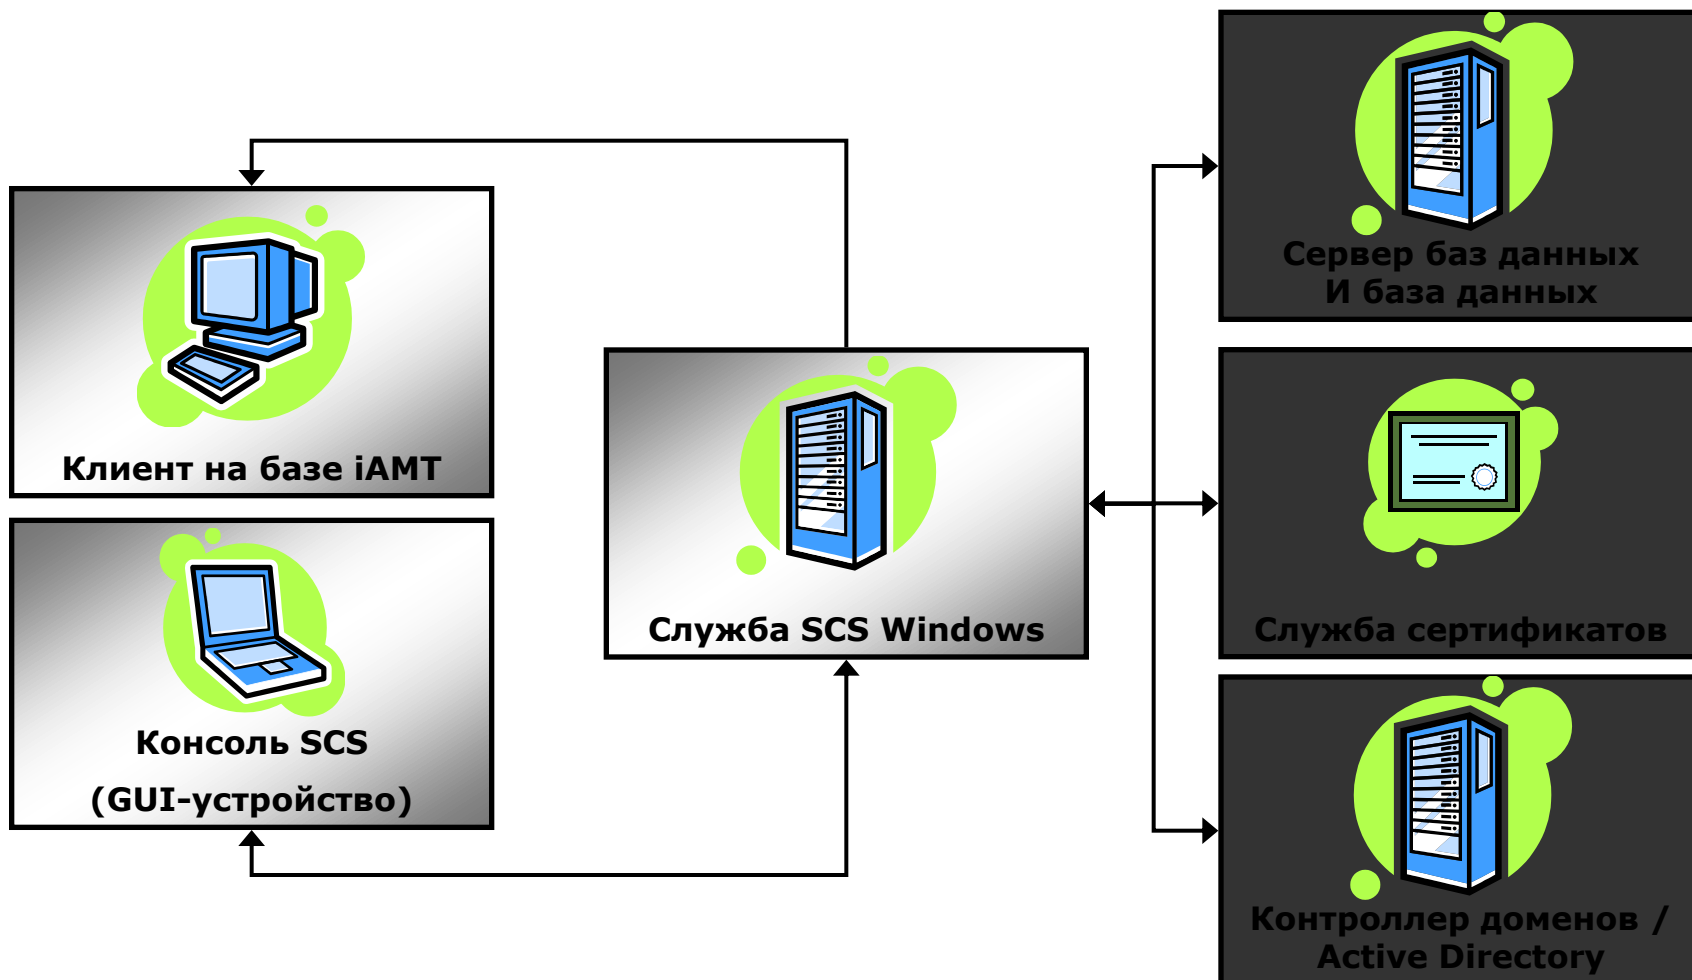 Клиент на базе iAMT
Консоль SCS
(GUI-устройство)
Служба SCS Windows
Сервер баз данных
И база данных
Служба сертификатов
Контроллер доменов /
Active Directory